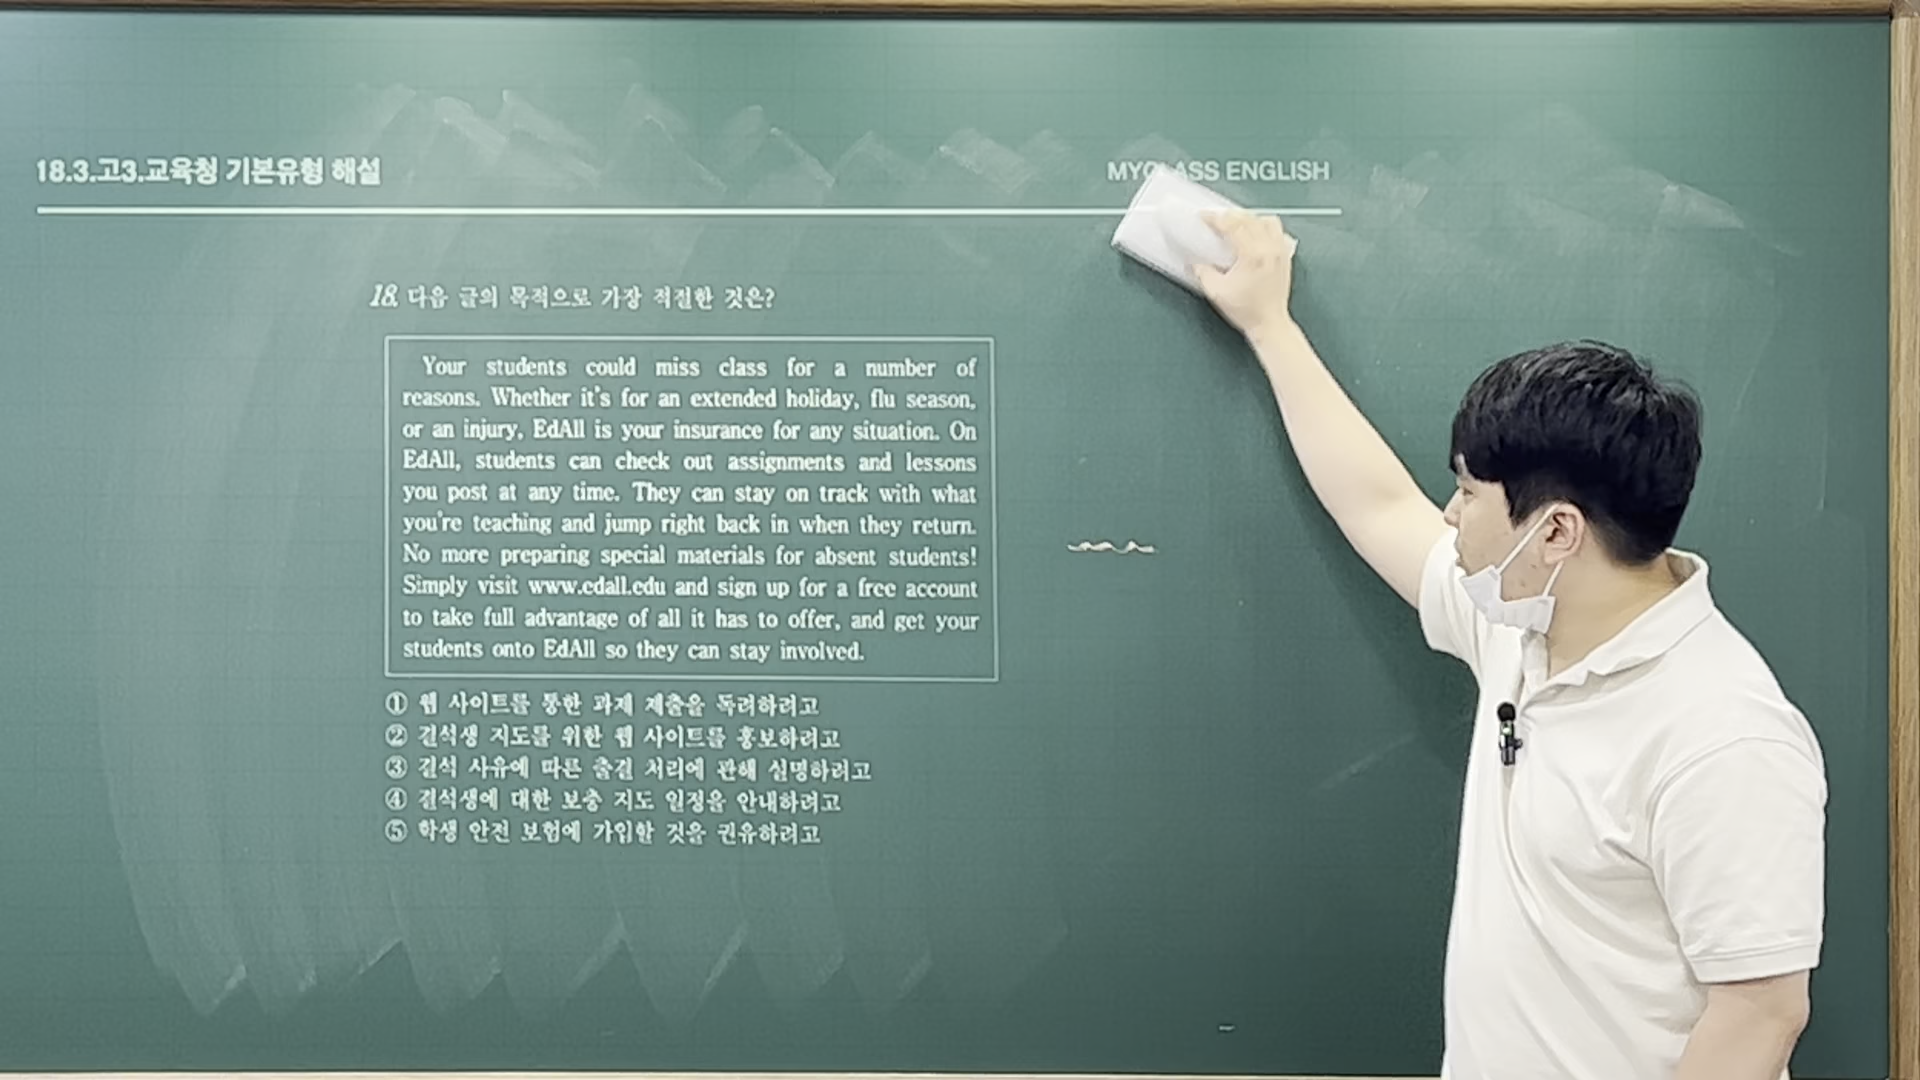 18.3.고3.교육청 기본유형 해설
MYCLASS ENGLISH
18. 다음 글의 목적으로 가장 적절한 것은?
Your students could miss class for a number of
reasons. Whether it's for an extended holiday, flu season,
or an injury, EdAll is your insurance for any situation. On
EdAll, students can check out assignments and lessons
you post at any time. They can stay on track with what
you're teaching and jump right back in when they return.
No more preparing special materials for absent students!
Simply visit www.edall.edu and sign up for a free account
to take full advantage of all it has to offer, and get your
students onto EdAll so they can stay involved.
① 웹 사이트를 통한 과제 제출을 독려하려고
② 결석생 지도를 위한 웹 사이트를 홍보하려고
③ 결석 사유에 따른 출결 처리에 관해 설명하려고
④ 결석생에 대한 보충 지도 일정을 안내하려고
⑤ 학생 안전 보험에 가입할 것을 권유하려고